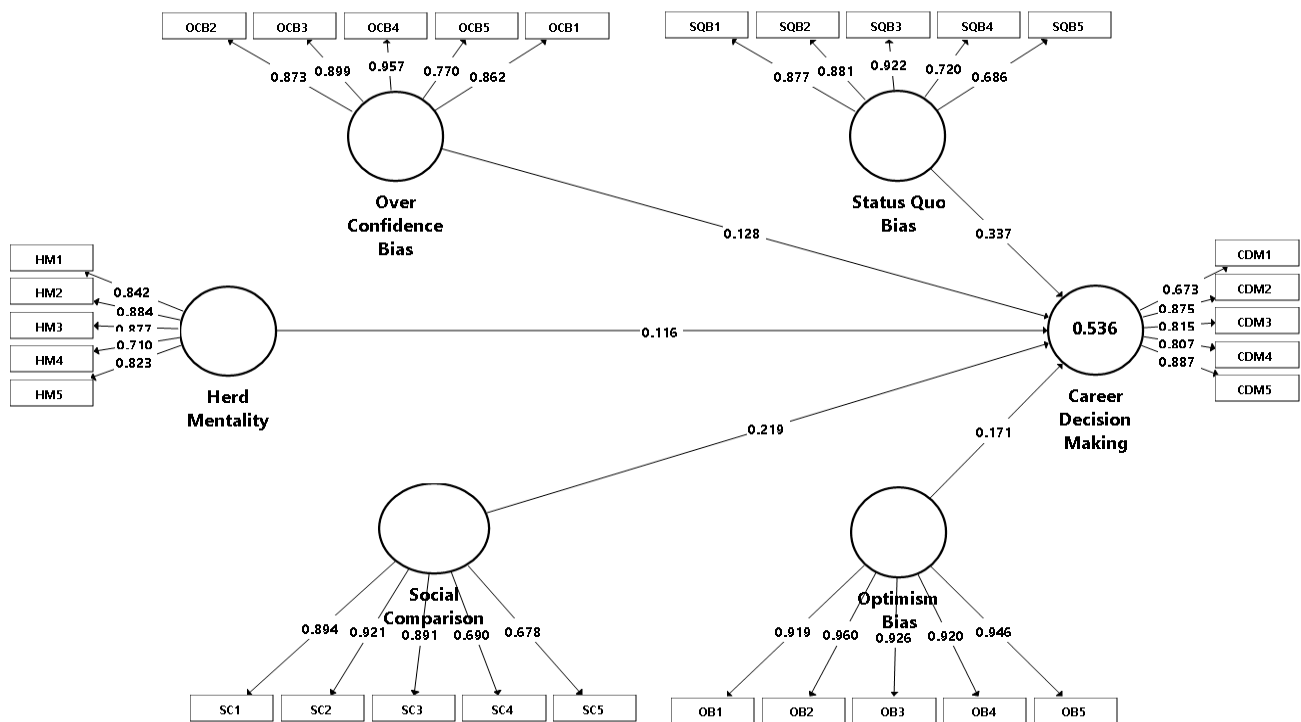 OCB2 OCB3 OCB4 OCB5 OCB1
SQB1 SQB2 SQB3 SQB4 SQB5
0.873 0.899 0.957 0.770 0.862
0.877 0.881 0.922 0.720 0.686
Over
Confidence
Bias
Status Quo
Bias
0.128
0.337
HM1
HM2
HM3
HM4
HM5
0.842
0.884
0.877
0.710
0.823
Herd
Mentality
0.116
0.536
CDM1
CDM2
CDM3
CDM4
CDM5
0.673
0.875
0.815
0.807
0.887
Career
Decision
Making
0.219
0.171
Social
Comparison
Optimism
Bias
0.894 0.921 0.891 0.690 0.678
0.919 0.960 0.926 0.920 0.946
SC1 SC2 SC3 SC4 SC5
OB1 OB2 OB3 OB4 OB5